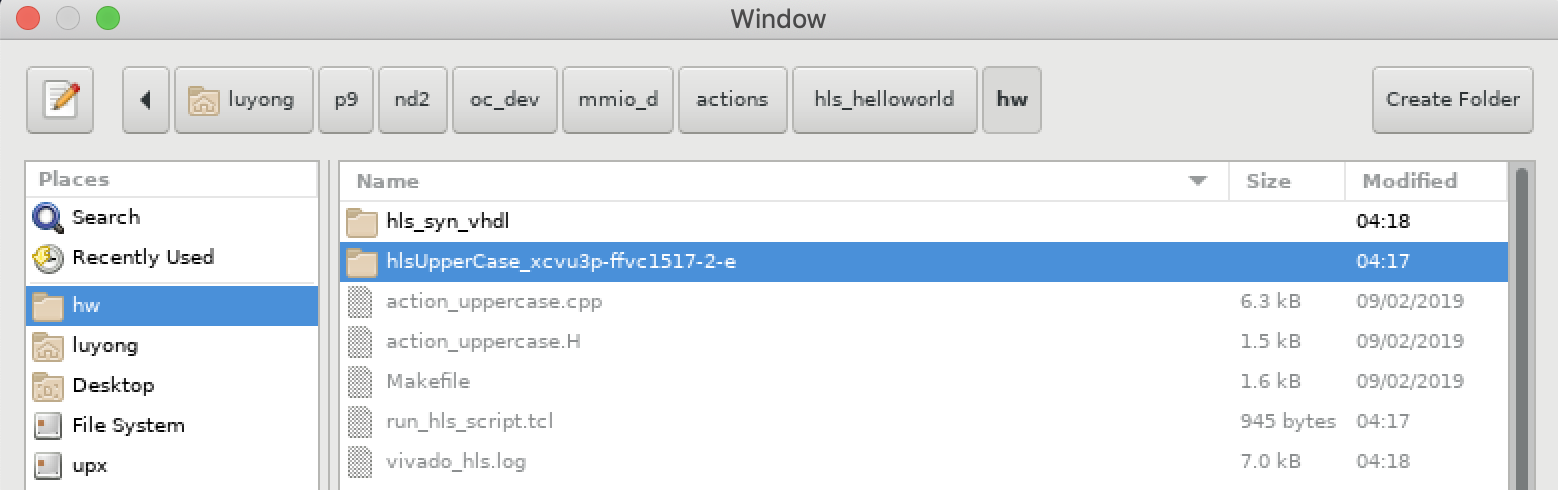 Window
luyong p9 nd2 oc_dev mmio_d actions hls_helloworld hw Create Folder
Places
Search
Recently Used
hw
luyong
Desktop
File System
upx
Name Size Modified
hls_syn_vhdl 04:18
hlsUpperCase_xcvu3p-ffvc1517-2-e 04:17
action_uppercase.cpp 6.3 kB 09/02/2019
action_uppercase.H 1.5 kB 09/02/2019
Makefile 1.6 kB 09/02/2019
run_hls_script.tcl 945 bytes 04:17
vivado_hls.log 7.0 kB 04:18